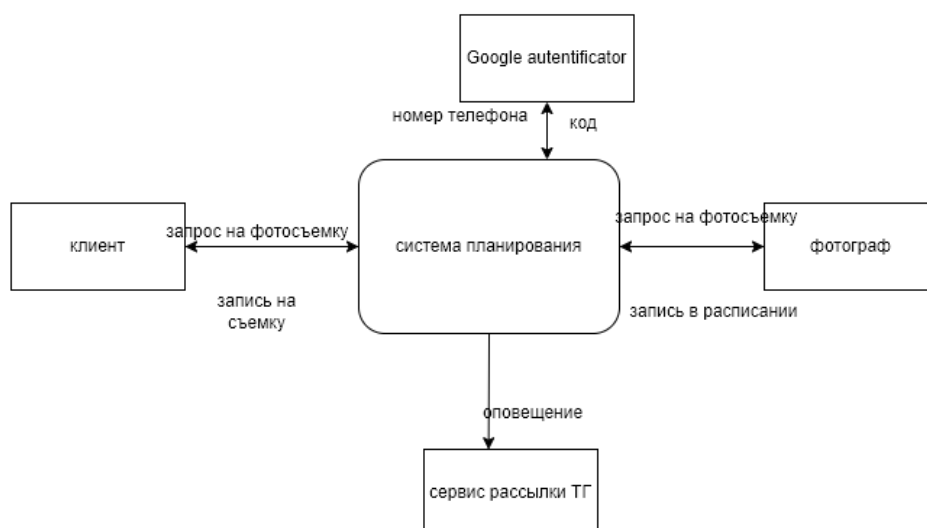 Google autentificator
номер телефона
код
клиент
запрос на фотосъемку
система планирования
запрос на фотосъемку
фотограф
запись на
съемку
запись в расписании
оповещение
сервис рассылки ТГ